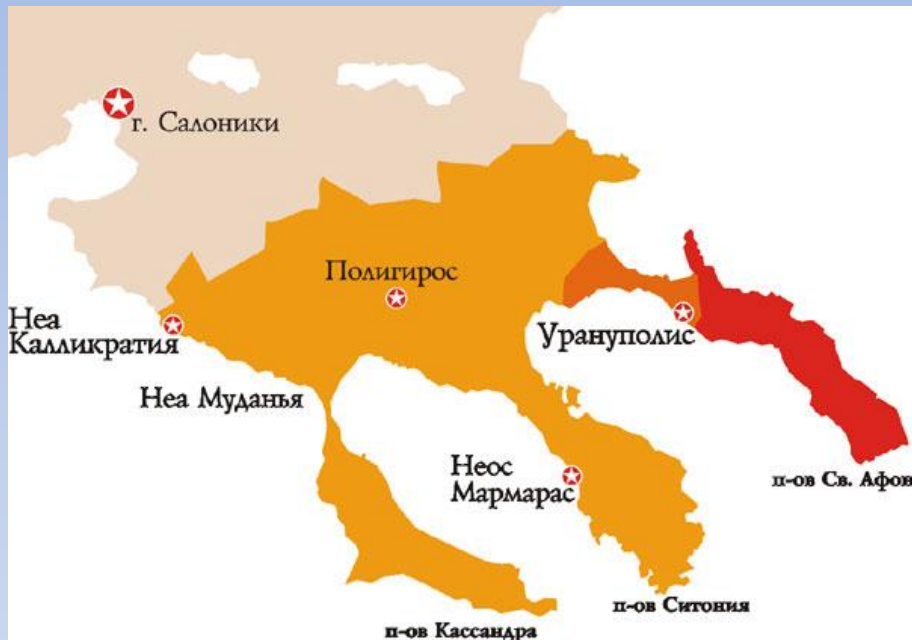 г. Салоники
Полигирос
Неа
Калликратия
Урануполис
Неа Муданья
Неос
Мармарас
п-ов Св. Афон
п-ов Ситония
п-ов Кассандра